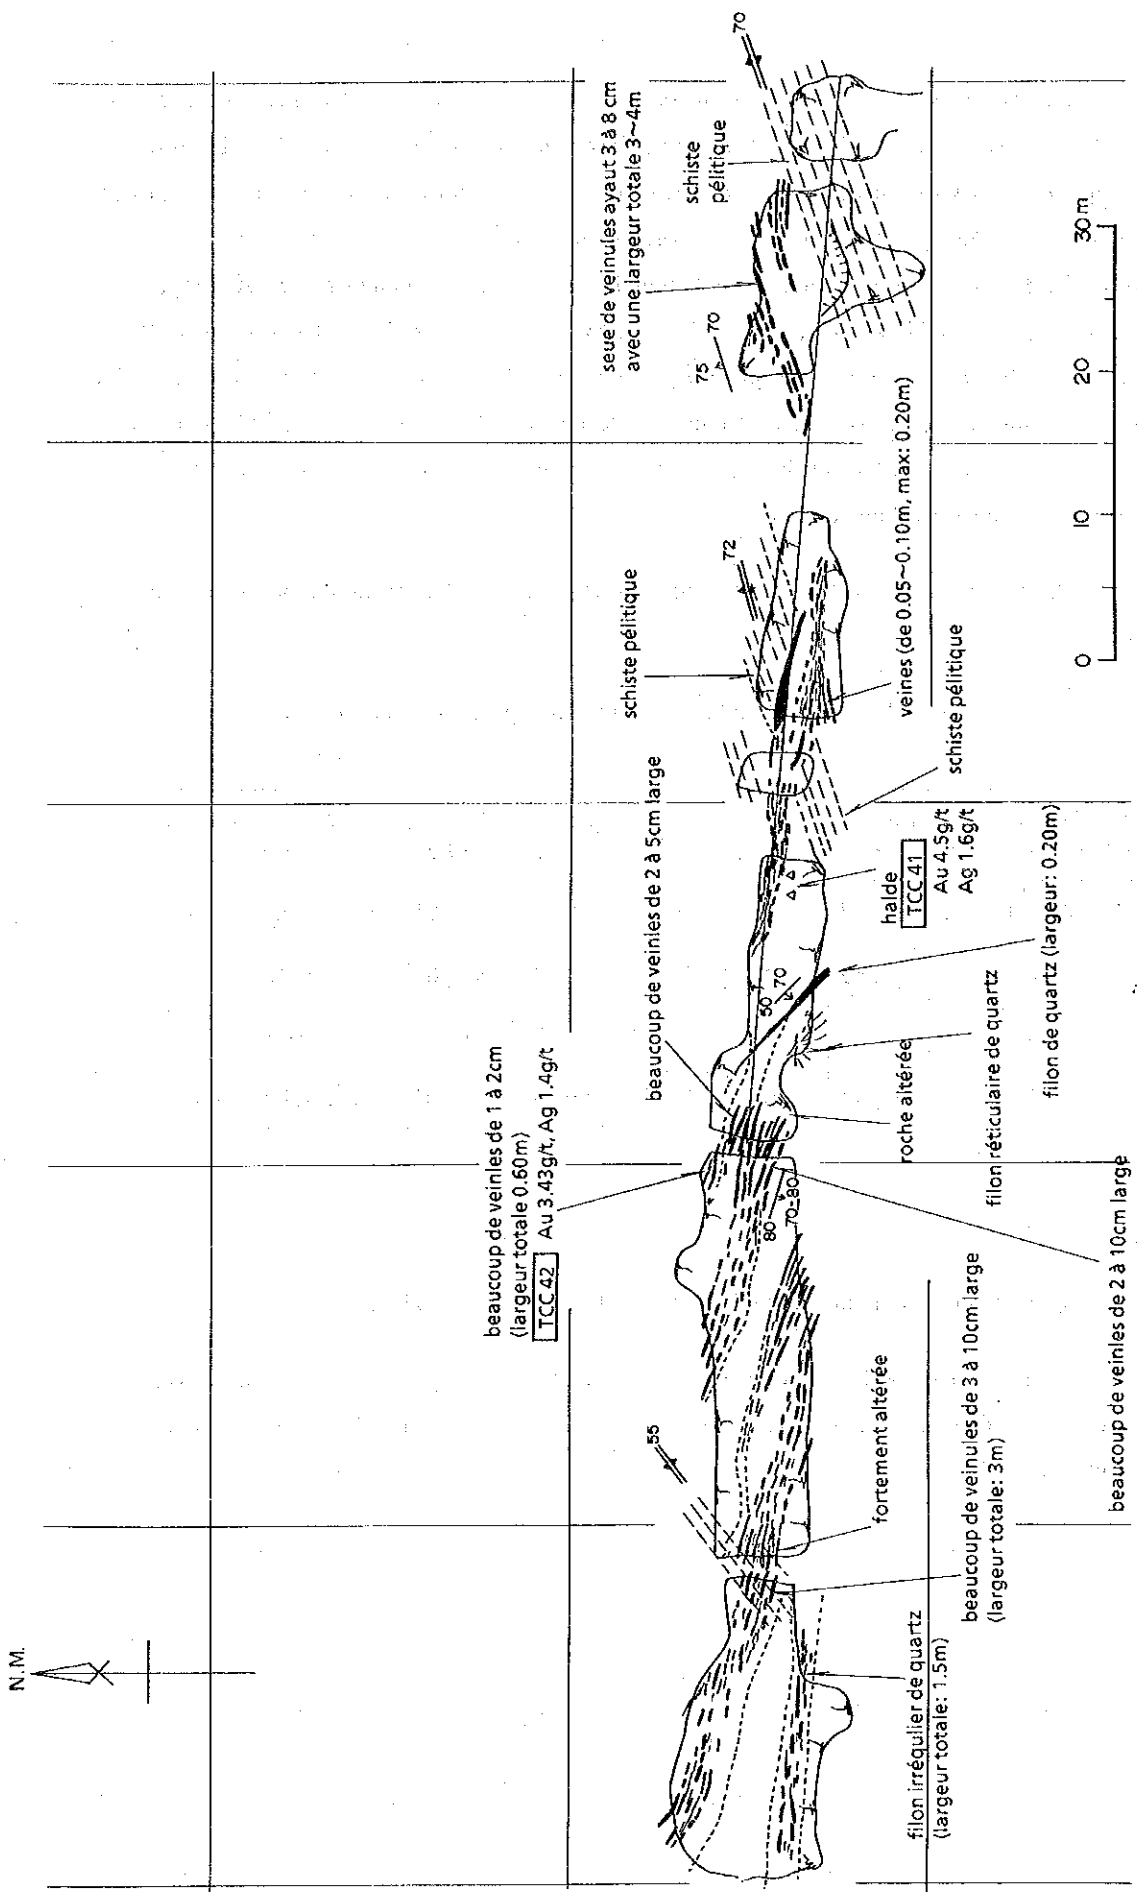 N.M.
beaucoup de veinles de 1 à 2cm
(largeur totale 0.60m)
TCC 42 Au 3.43g/t, Ag 1.4g/t
beaucoup de veinles de 2 à 5cm large
schiste pélitique
seue de veinules ayaut 3 à 8 cm
avec une largeur totale 3~4m
schiste
pélitique
70
70
75
72
55
50
70
80
70-80
filon irrégulier de quartz
(largeur totale: 1.5m)
beaucoup de veinules de 3 à 10cm large
(largeur totale: 3m)
fortement altérée
beaucoup de veinles de 2 à 10cm large
roche altérée
filon réticulaire de quartz
filon de quartz (largeur: 0.20m)
halde
TCC 41
Au 4.5g/t
Ag 1.6g/t
schiste pélitique
veines (de 0.05~0.10m, max: 0.20m)
0 10 20 30m